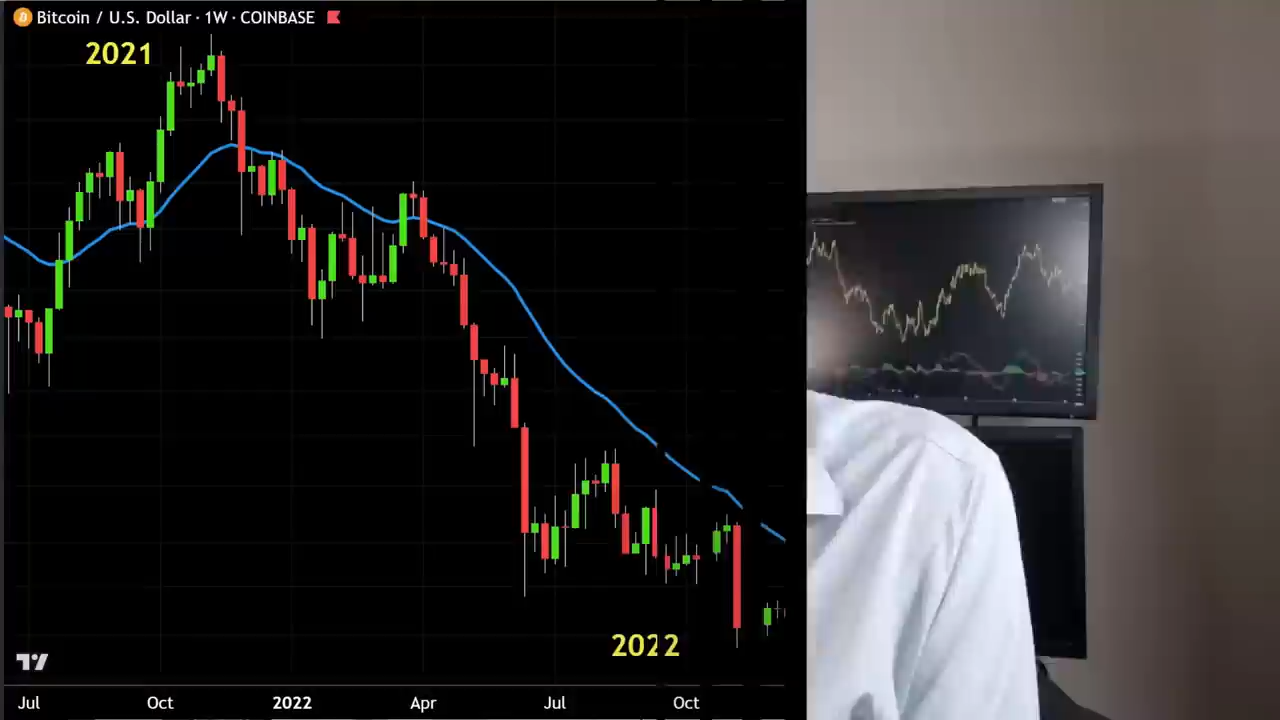 Bitcoin / U.S. Dollar · 1W · COINBASE
2021
2022
Jul Oct 2022 Apr Jul Oct